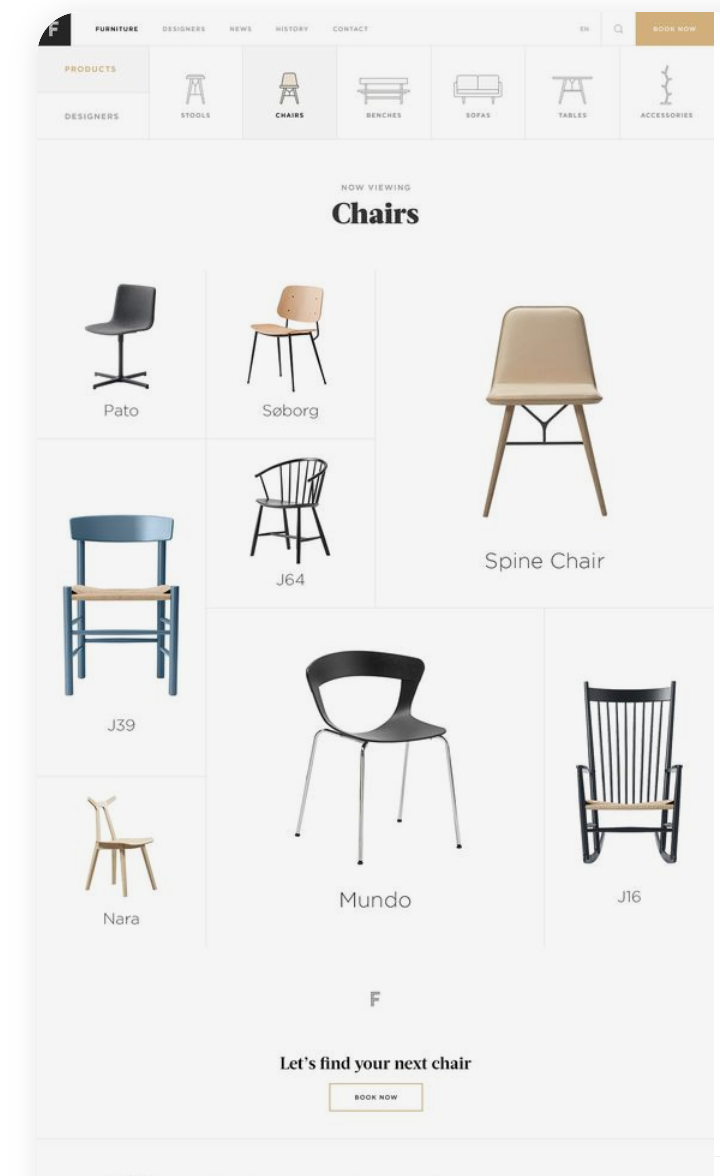 F
FURNITURE DESIGNERS NEWS HISTORY CONTACT EN BOOK NOW
PRODUCTS
DESIGNERS
STOOLS CHAIRS BENCHES SOFAS TABLES ACCESSORIES
NOW VIEWING
Chairs
Pato Søborg
Spine Chair
J64
J39
Mundo
J16
Nara
F
Let's find your next chair
BOOK NOW